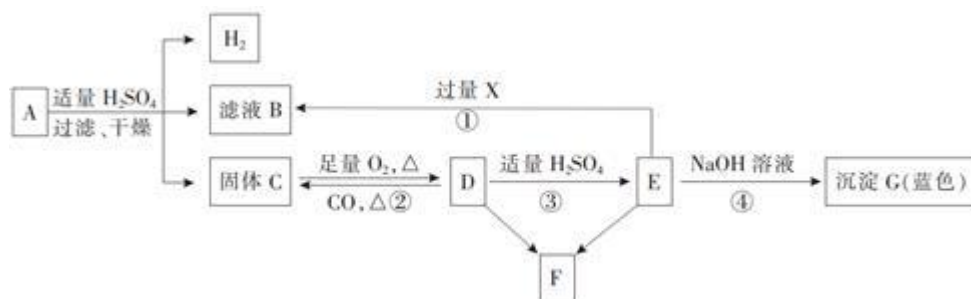 H₂
A
适量 H₂SO₄
过滤、干燥
滤液 B
过量 X
①
固体 C
足量 O₂,△
CO,△②
D
适量 H₂SO₄
③
E
NaOH 溶液
④
沉淀 G(蓝色)
F